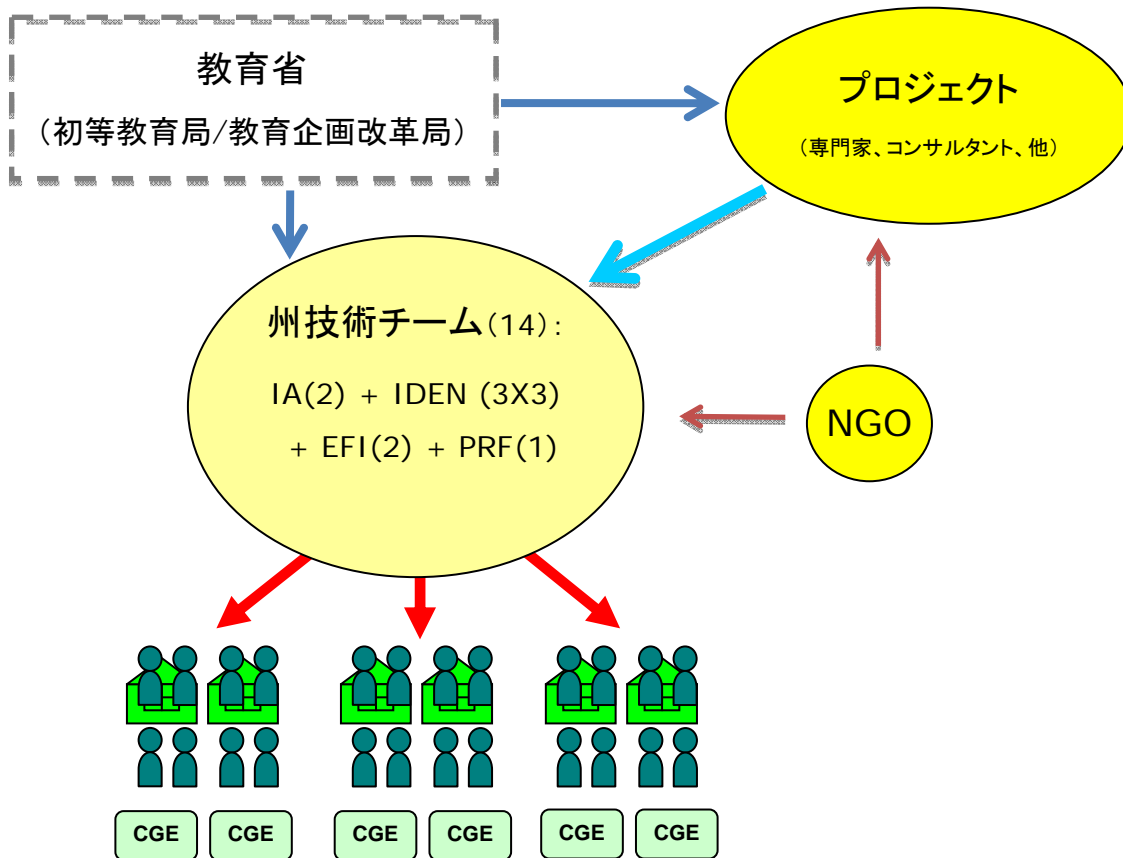 教育省
（初等教育局/教育企画改革局）
プロジェクト
（専門家、コンサルタント、他）
州技術チーム(14):
IA(2) + IDEN (3X3)
+ EFI(2) + PRF(1)
NGO
CGE CGE CGE CGE CGE CGE